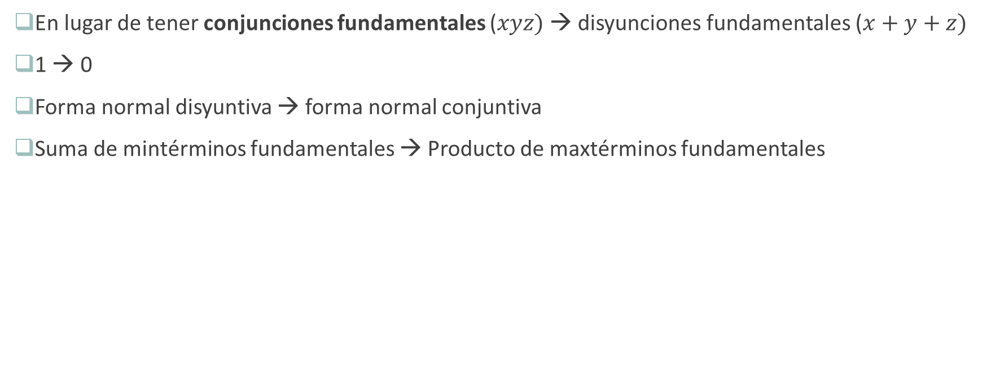 ❑En lugar de tener conjunciones fundamentales (xyz) → disyunciones fundamentales (x + y + z)
❑1 → 0
❑Forma normal disyuntiva → forma normal conjuntiva
❑Suma de mintérminos fundamentales → Producto de maxtérminos fundamentales